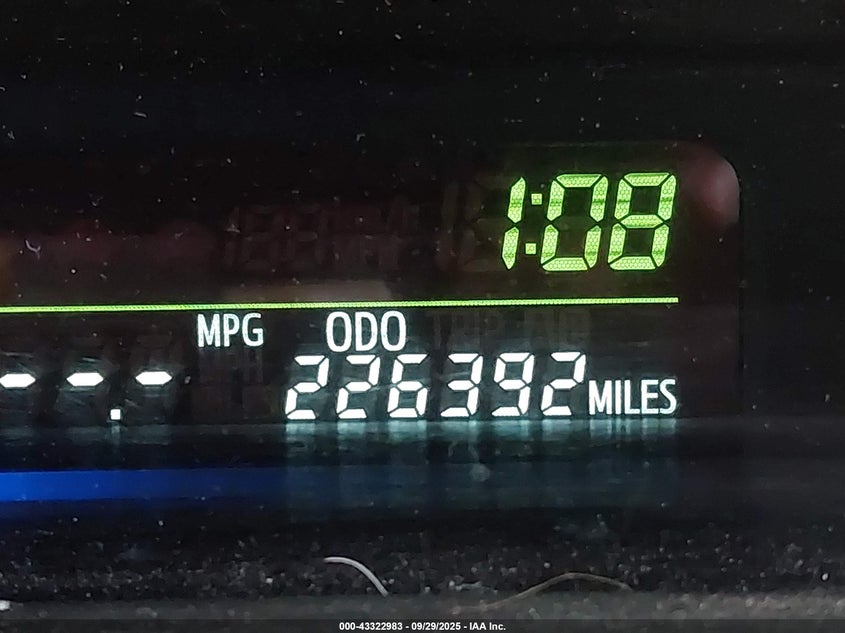 1:08
MPG ODO
--.- 226392 MILES
000-43322983 - 09/29/2025 - IAA Inc.